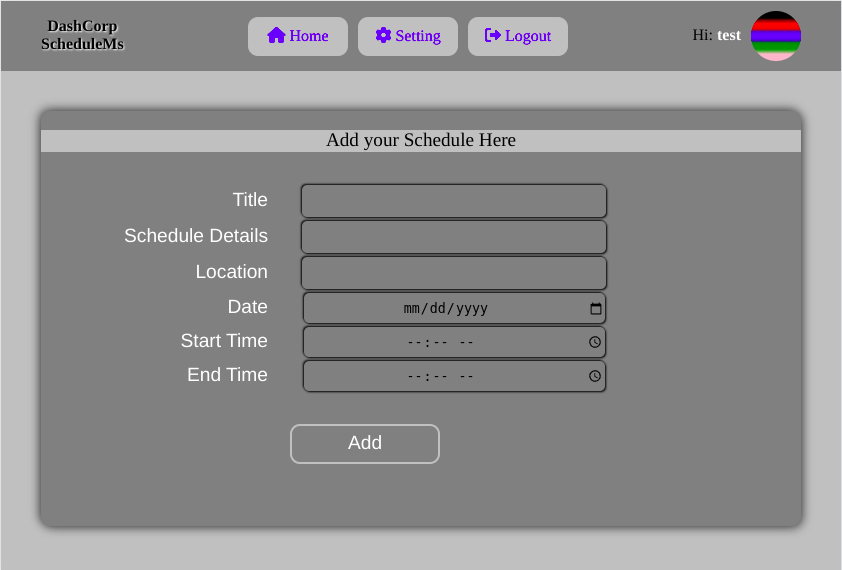 DashCorp
ScheduleMs
Home
Setting
Logout
Hi: test
Add your Schedule Here
Title
Schedule Details
Location
Date
mm/dd/yyyy
Start Time
--:-- --
End Time
--:-- --
Add